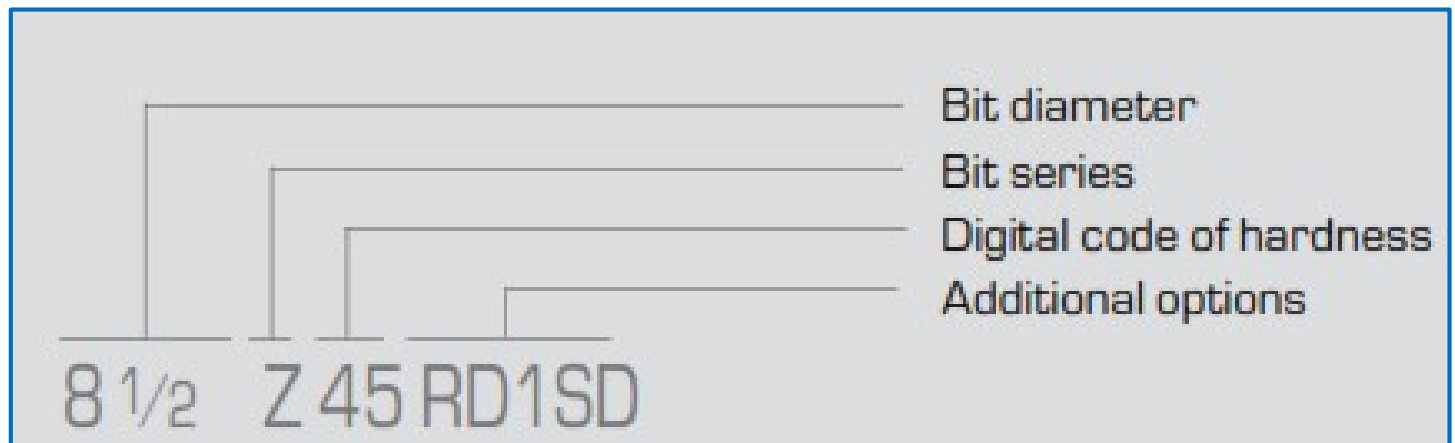 Bit diameter
Bit series
Digital code of hardness
Additional options
8 1/2 Z 45 RD1SD